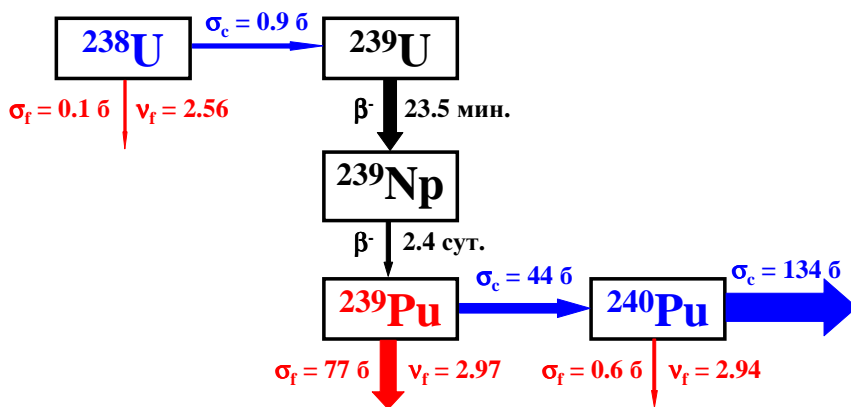 σc = 0.9 б
²³⁸U
²³⁹U
σf = 0.1 б
νf = 2.56
β-
23.5 мин.
²³⁹Np
β-
2.4 сут.
σc = 44 б
σc = 134 б
²³⁹Pu
²⁴⁰Pu
σf = 77 б
νf = 2.97
σf = 0.6 б
νf = 2.94